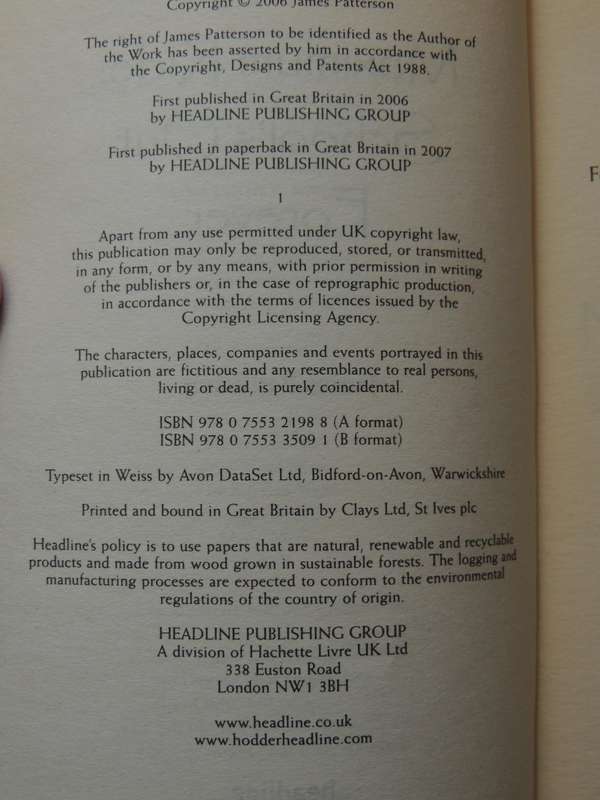 Copyright © 2006 James Patterson
The right of James Patterson to be identified as the Author of
the Work has been asserted by him in accordance with
the Copyright, Designs and Patents Act 1988.
First published in Great Britain in 2006
by HEADLINE PUBLISHING GROUP
First published in paperback in Great Britain in 2007
by HEADLINE PUBLISHING GROUP
1
Apart from any use permitted under UK copyright law,
this publication may only be reproduced, stored, or transmitted,
in any form, or by any means, with prior permission in writing
of the publishers or, in the case of reprographic production,
in accordance with the terms of licences issued by the
Copyright Licensing Agency.
The characters, places, companies and events portrayed in this
publication are fictitious and any resemblance to real persons,
living or dead, is purely coincidental.
ISBN 978 0 7553 2198 8 (A format)
ISBN 978 0 7553 3509 1 (B format)
Typeset in Weiss by Avon DataSet Ltd, Bidford-on-Avon, Warwickshire
Printed and bound in Great Britain by Clays Ltd, St Ives plc
Headline's policy is to use papers that are natural, renewable and recyclable
products and made from wood grown in sustainable forests. The logging and
manufacturing processes are expected to conform to the environmental
regulations of the country of origin.
HEADLINE PUBLISHING GROUP
A division of Hachette Livre UK Ltd
338 Euston Road
London NW1 3BH
www.headline.co.uk
www.hodderheadline.com